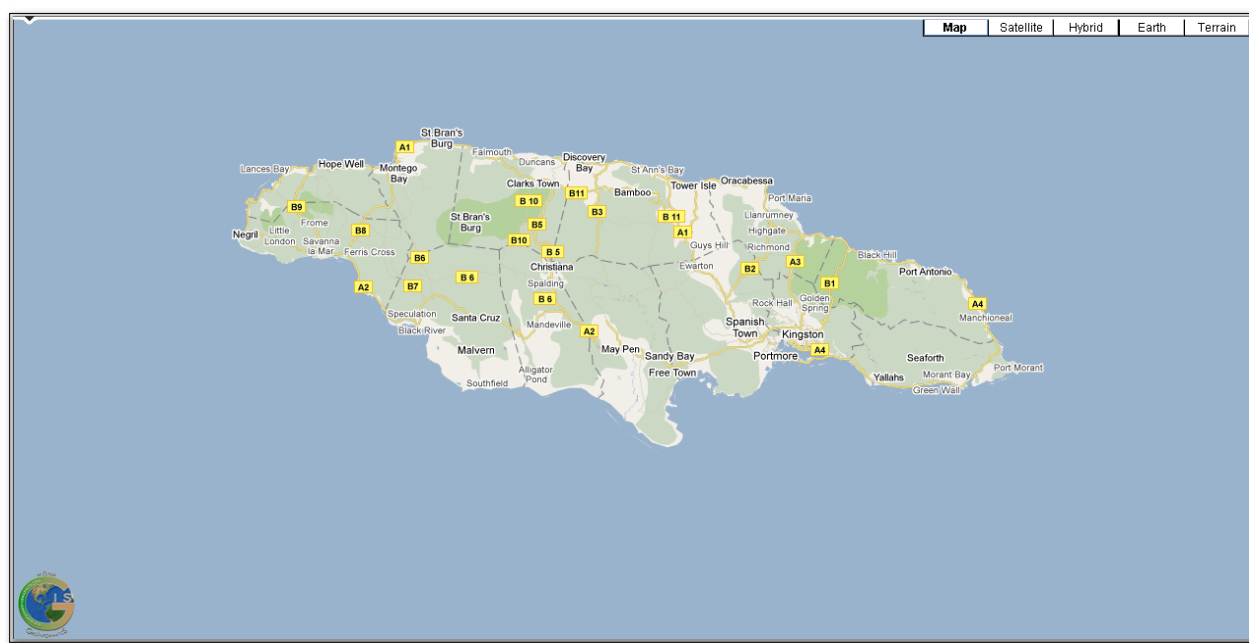 Map
Satellite
Hybrid
Earth
Terrain
St.Bran's
Burg
A1
Falmouth
Discovery
Bay
Lances Bay
Hope Well
Montego
Bay
Duncans
St Ann's Bay
Clarks Town
B11
Bamboo
Tower Isle
Oracabessa
Port Maria
B 10
B9
B3
B 11
Llanrumney
St.Bran's
Burg
B5
Frome
B8
A1
Highgate
Negril
Little
London
Savanna
la Mar
B10
Guys Hill
Richmond
Ferris Cross
B6
B 5
Black Hill
Christiana
Ewarton
B2
A3
Port Antonio
B 6
Spalding
B1
A2
B7
B 6
Rock Hall
Golden
Spring
A4
Speculation
Santa Cruz
Mandeville
Manchioneal
Black River
A2
Spanish
Town
Kingston
Malvern
May Pen
Sandy Bay
Portmore
A4
Seaforth
Alligator
Pond
Free Town
Yallahs
Morant Bay
Port Morant
Southfield
Green Wall